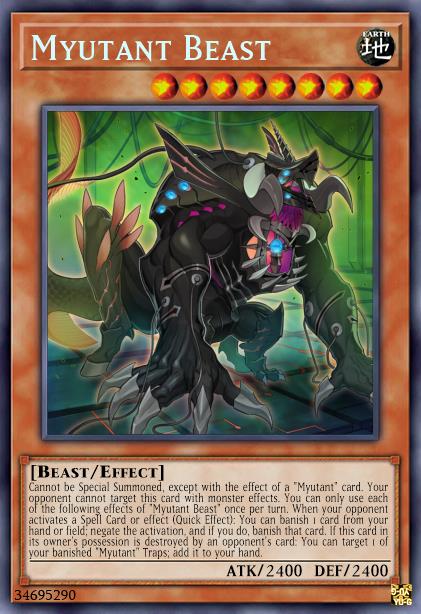 Myutant Beast
EARTH
地
[Beast/Effect]
Cannot be Special Summoned, except with the effect of a "Myutant" card. Your
opponent cannot target this card with monster effects. You can only use each
of the following effects of "Myutant Beast" once per turn. When your opponent
activates a Spell Card or effect (Quick Effect): You can banish 1 card from your
hand or field; negate the activation, and if you do, banish that card. If this card in
its owner's possession is destroyed by an opponent's card: You can target 1 of
your banished "Myutant" Traps; add it to your hand.
ATK/2400 DEF/2400
34695290